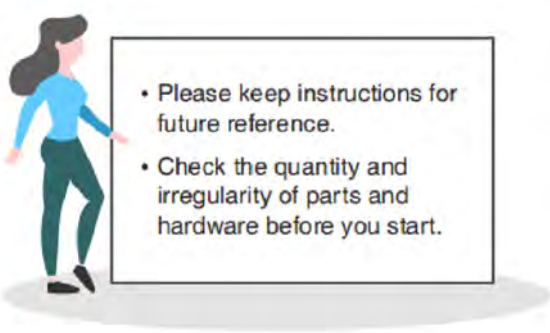 • Please keep instructions for
future reference.
• Check the quantity and
irregularity of parts and
hardware before you start.